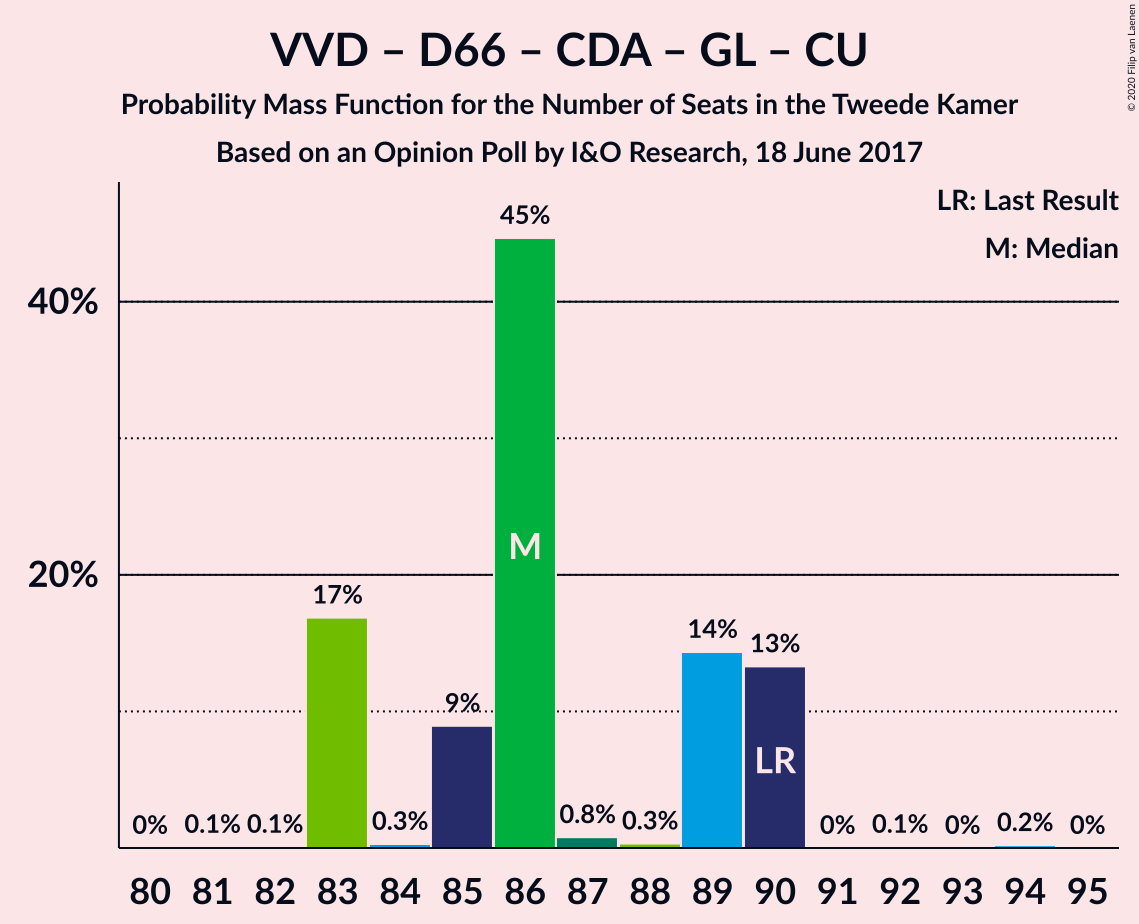 VVD – D66 – CDA – GL – CU
Probability Mass Function for the Number of Seats in the Tweede Kamer
Based on an Opinion Poll by I&O Research, 18 June 2017
© 2020 Filip van Laenen
LR: Last Result
M: Median
40%
20%
0%
0.1%
0.1%
17%
0.3%
9%
45%
M
0.8%
0.3%
14%
13%
LR
0%
0.1%
0%
0.2%
0%
80 81 82 83 84 85 86 87 88 89 90 91 92 93 94 95